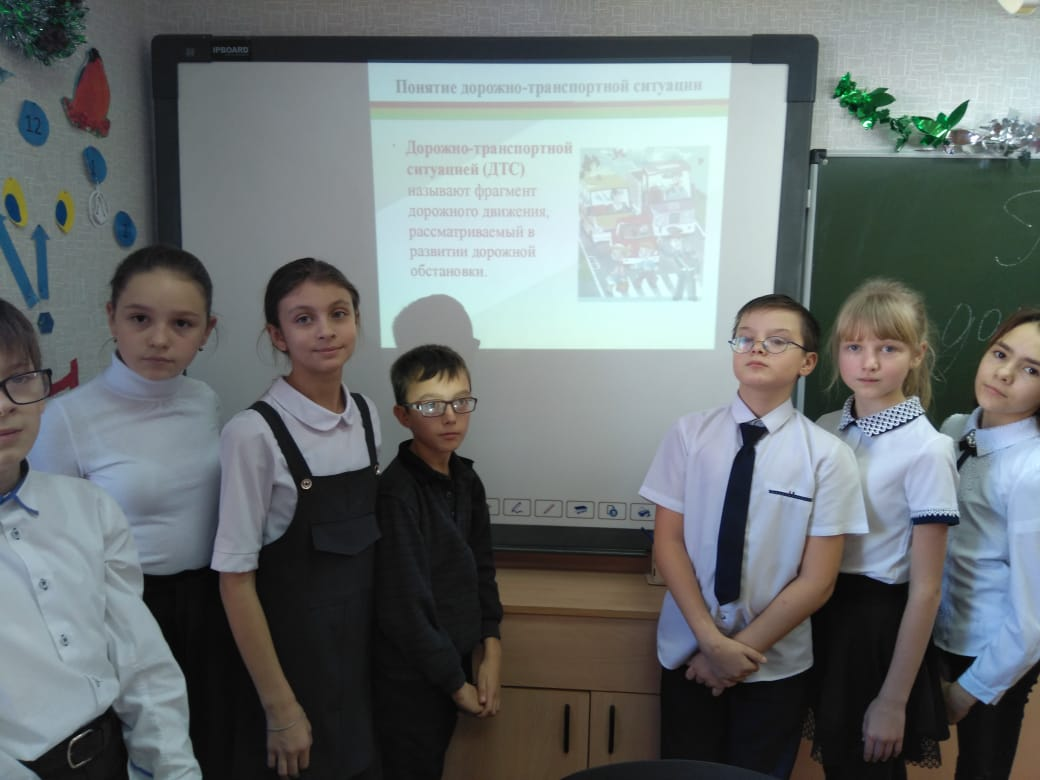 IPBOARD
Понятие дорожно-транспортной ситуации
Дорожно-транспортной
ситуацией (ДТС)
называют фрагмент
дорожного движения,
рассматриваемый в
развитии дорожной
обстановки.
12